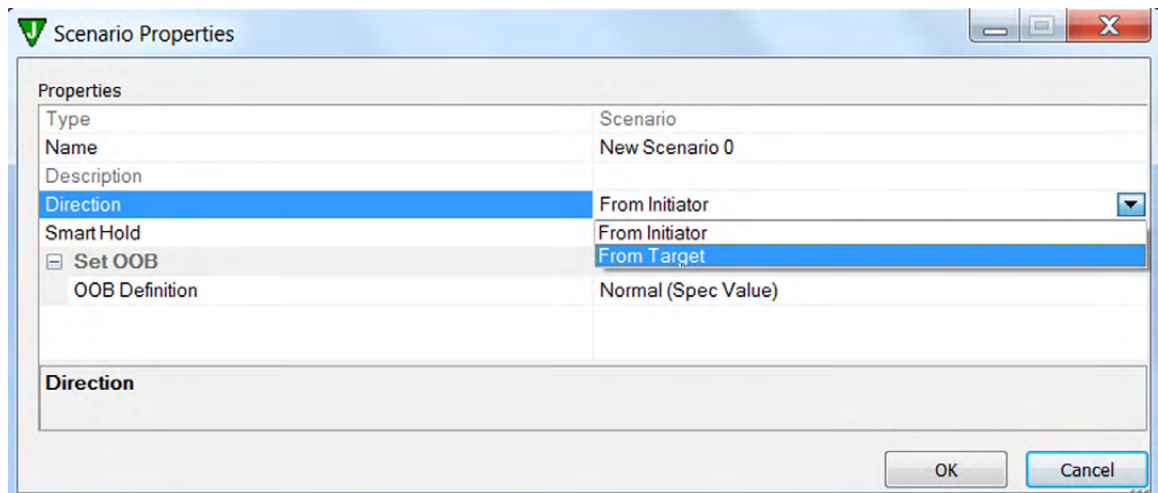 Scenario Properties
Properties
Type Scenario
Name New Scenario 0
Description
Direction From Initiator
Smart Hold From Initiator
Set OOB From Target
OOB Definition Normal (Spec Value)
Direction
OK Cancel